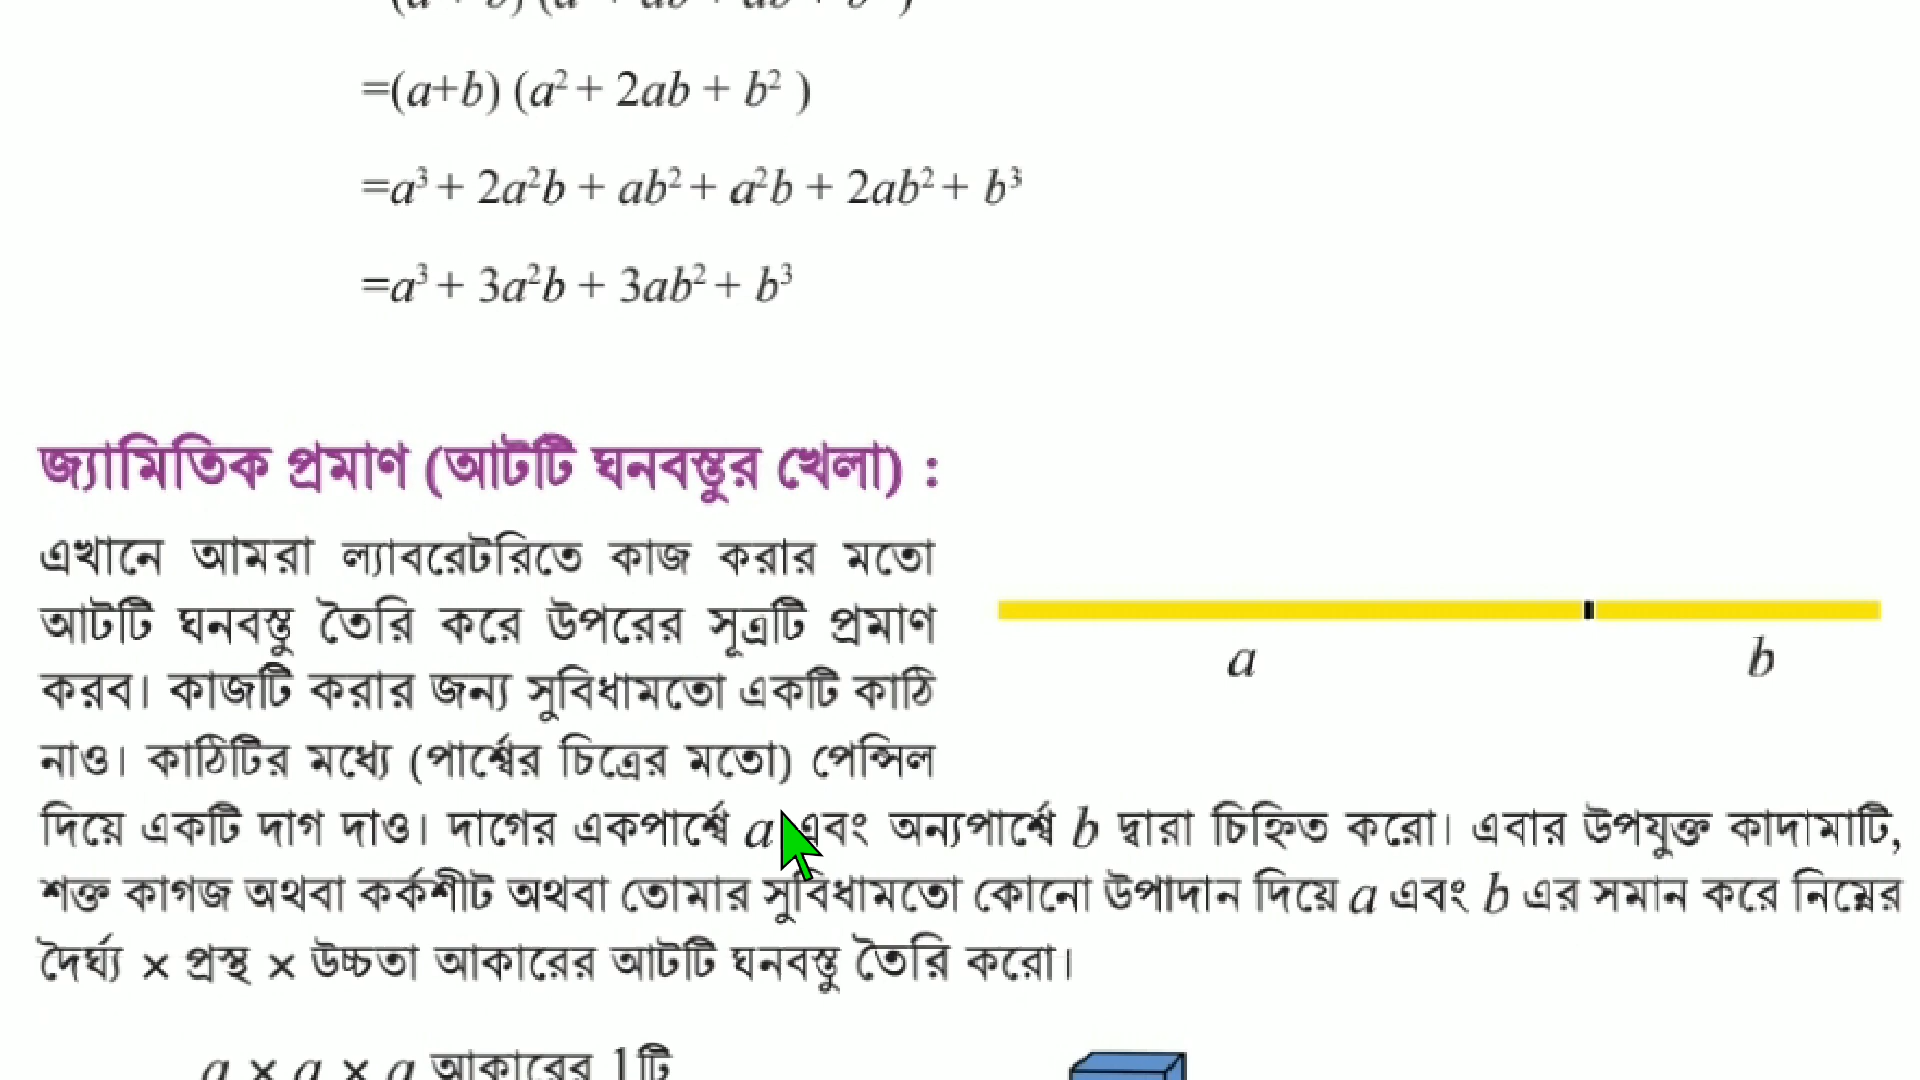 =(a+b) (a² + 2ab + b² )
=a³ + 2a²b + ab² + a²b + 2ab² + b³
=a³ + 3a²b + 3ab² + b³
জ্যামিতিক প্রমাণ (আটটি ঘনবস্তুর খেলা) :
এখানে আমরা ল্যাবরেটরিতে কাজ করার মতো
আটটি ঘনবস্তু তৈরি করে উপরের সূত্রটি প্রমাণ
করব। কাজটি করার জন্য সুবিধামতো একটি কাঠি
নাও। কাঠিটির মধ্যে (পার্শ্বের চিত্রের মতো) পেন্সিল
a b
দিয়ে একটি দাগ দাও। দাগের একপার্শ্বে a এবং অন্যপার্শ্বে b দ্বারা চিহ্নিত করো। এবার উপযুক্ত কাদামাটি,
শক্ত কাগজ অথবা কর্কশীট অথবা তোমার সুবিধামতো কোনো উপাদান দিয়ে a এবং b এর সমান করে নিম্নের
দৈর্ঘ্য × প্রস্থ × উচ্চতা আকারের আটটি ঘনবস্তু তৈরি করো।
a × a × a আকারের 1টি